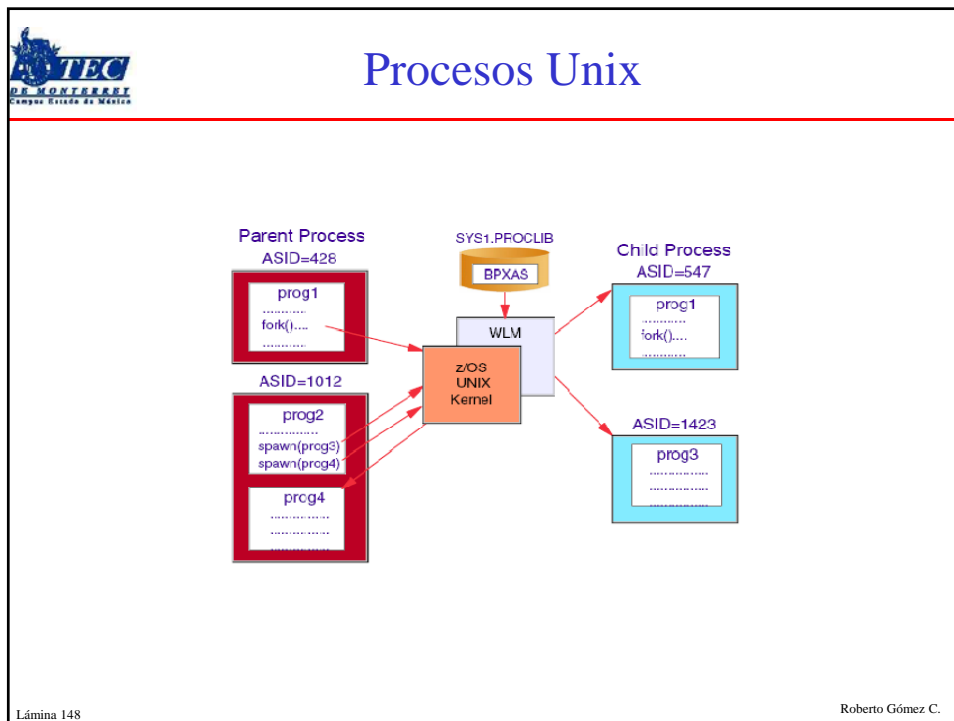 TEC
DE MONTERREY
Campus Estado de México
Procesos Unix
Parent Process
ASID=428
prog1
............
fork()....
............
ASID=1012
prog2
................
spawn(prog3)
spawn(prog4)
prog4
................
................
................
SYS1.PROCLIB
BPXAS
WLM
z/OS
UNIX
Kernel
Child Process
ASID=547
prog1
............
fork()....
............
ASID=1423
prog3
................
................
................
Lámina 148
Roberto Gómez C.